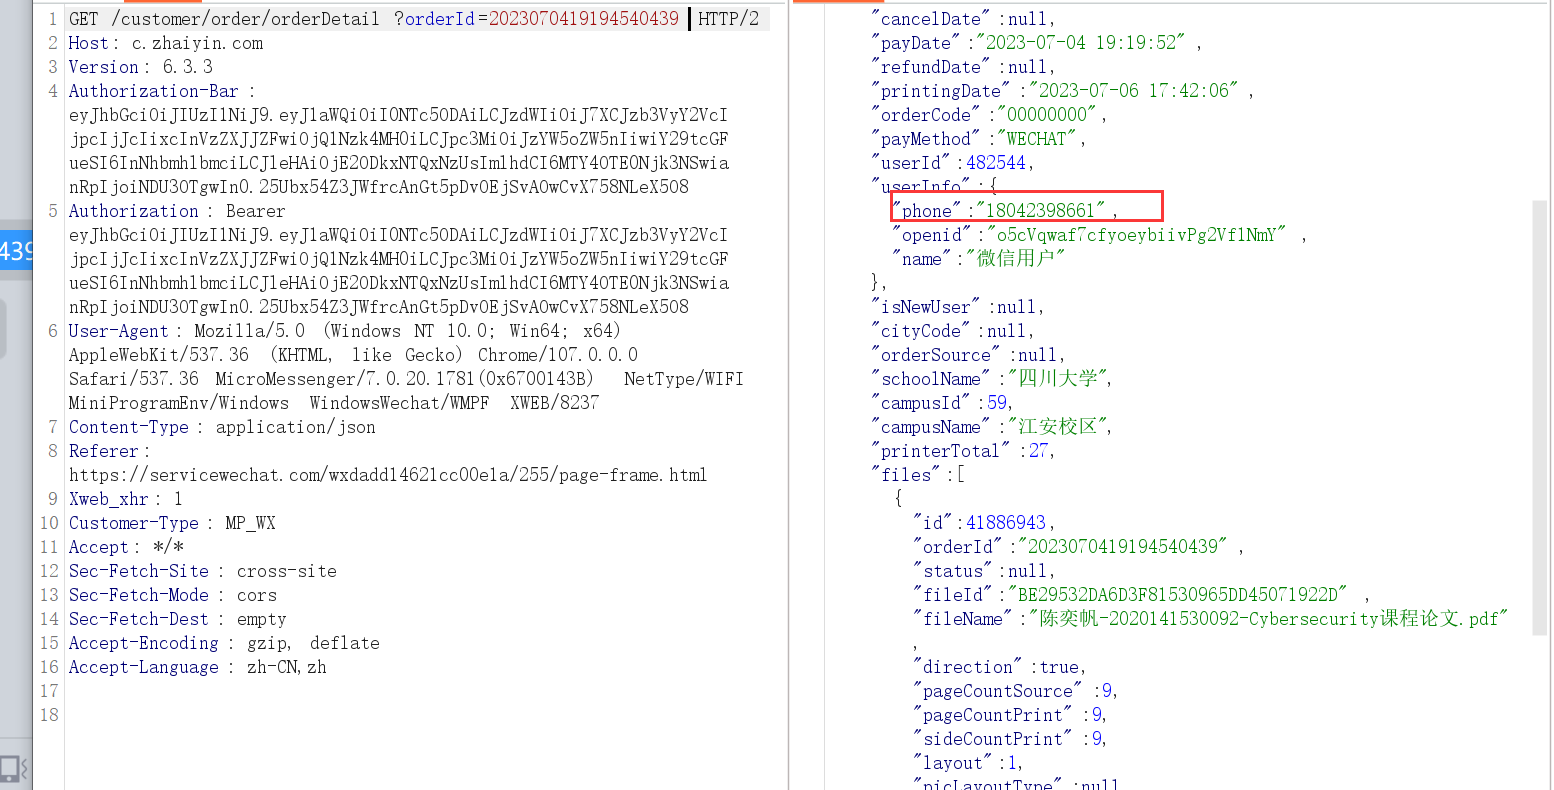 GET /customer/order/orderDetail ?orderId=2023070419194540439 HTTP/2
Host: c.zhaiyin.com
Version: 6.3.3
Authorization-Bar :
eyJhbGciOiJIUzI1NiJ9.eyJ1aWQiOiI0NTc5ODAiLCJzdWIiOiJ7XCJzb3VyY2VcI
jpcIjJcIixcInVzZXJJZFwiOjQ1Nzk4MH0iLCJpc3MiOiJzYW5oZW5nIiwiY29tcGF
ueSI6InNhbmhlbmciLCJleHAiOjE2ODkxNTQxNzUsImlhdCI6MTY4OTE0Njk3NSwia
nRpIjoiNDU3OTgwIn0.25Ubx54Z3JWfrcAnGt5pDv0EjSvA0wCvX758NLeX508
Authorization : Bearer
eyJhbGciOiJIUzI1NiJ9.eyJ1aWQiOiI0NTc5ODAiLCJzdWIiOiJ7XCJzb3VyY2VcI
jpcIjJcIixcInVzZXJJZFwiOjQ1Nzk4MH0iLCJpc3MiOiJzYW5oZW5nIiwiY29tcGF
ueSI6InNhbmhlbmciLCJleHAiOjE2ODkxNTQxNzUsImlhdCI6MTY4OTE0Njk3NSwia
nRpIjoiNDU3OTgwIn0.25Ubx54Z3JWfrcAnGt5pDv0EjSvA0wCvX758NLeX508
User-Agent : Mozilla/5.0 (Windows NT 10.0; Win64; x64)
AppleWebKit/537.36 (KHTML, like Gecko) Chrome/107.0.0.0
Safari/537.36 MicroMessenger/7.0.20.1781(0x6700143B) NetType/WIFI
MiniProgramEnv/Windows WindowsWechat/WMPF XWEB/8237
Content-Type : application/json
Referer :
https://servicewechat.com/wxdadd14621cc00e1a/255/page-frame.html
Xweb_xhr : 1
Customer-Type : MP_WX
Accept : */*
Sec-Fetch-Site : cross-site
Sec-Fetch-Mode : cors
Sec-Fetch-Dest : empty
Accept-Encoding : gzip, deflate
Accept-Language : zh-CN,zh
1
2
3
4
5
6
7
8
9
10
11
12
13
14
15
16
17
18
439
"cancelDate" :null,
"payDate" :"2023-07-04 19:19:52" ,
"refundDate" :null,
"printingDate" :"2023-07-06 17:42:06" ,
"orderCode" :"00000000",
"payMethod" :"WECHAT",
"userId" :482544,
"userInfo" :{
"phone" :"18042398661" ,
"openid" :"o5cVqwaf7cfyoeybiivPg2Vf1NmY" ,
"name" :"微信用户"
},
"isNewUser" :null,
"cityCode" :null,
"orderSource" :null,
"schoolName" :"四川大学",
"campusId" :59,
"campusName" :"江安校区",
"printerTotal" :27,
"files" :[
{
"id" :41886943,
"orderId" :"2023070419194540439" ,
"status" :null,
"fileId" :"BE29532DA6D3F81530965DD45071922D" ,
"fileName" :"陈奕帆-2020141530092-Cybersecurity课程论文.pdf"
,
"direction" :true,
"pageCountSource" :9,
"pageCountPrint" :9,
"sideCountPrint" :9,
"layout" :1,
"picLayoutType" :null